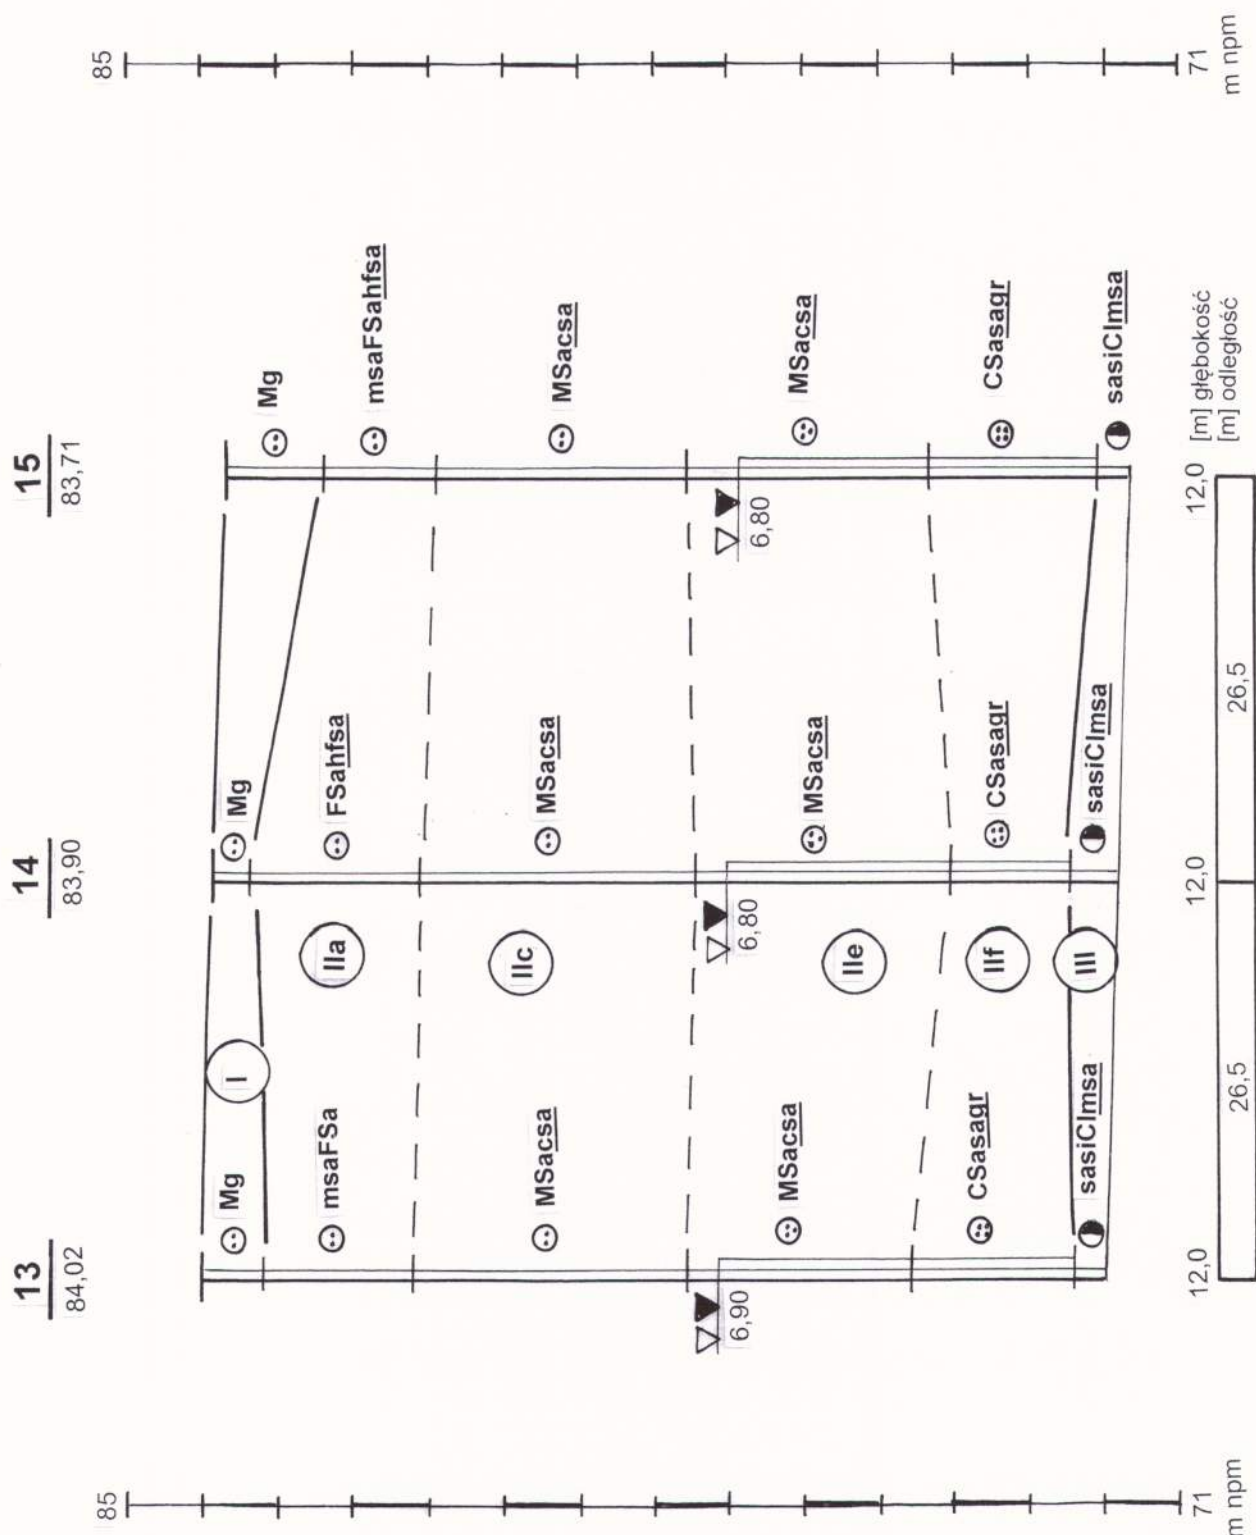 13
84,02
14
83,90
15
83,71
85
85
Mg
Mg
Mg
I
msaFSa
FSahfsa
msaFSahfsa
IIa
MSacsa
MSacsa
MSacsa
IIc
6,90
6,80
6,80
MSacsa
MSacsa
MSacsa
IIe
CSasagr
CSasagr
CSasagr
IIf
sasiClmsa
sasiClmsa
sasiClmsa
III
71
m npm
12,0
12,0
12,0
[m] głębokość
[m] odległość
71
m npm
26,5
26,5